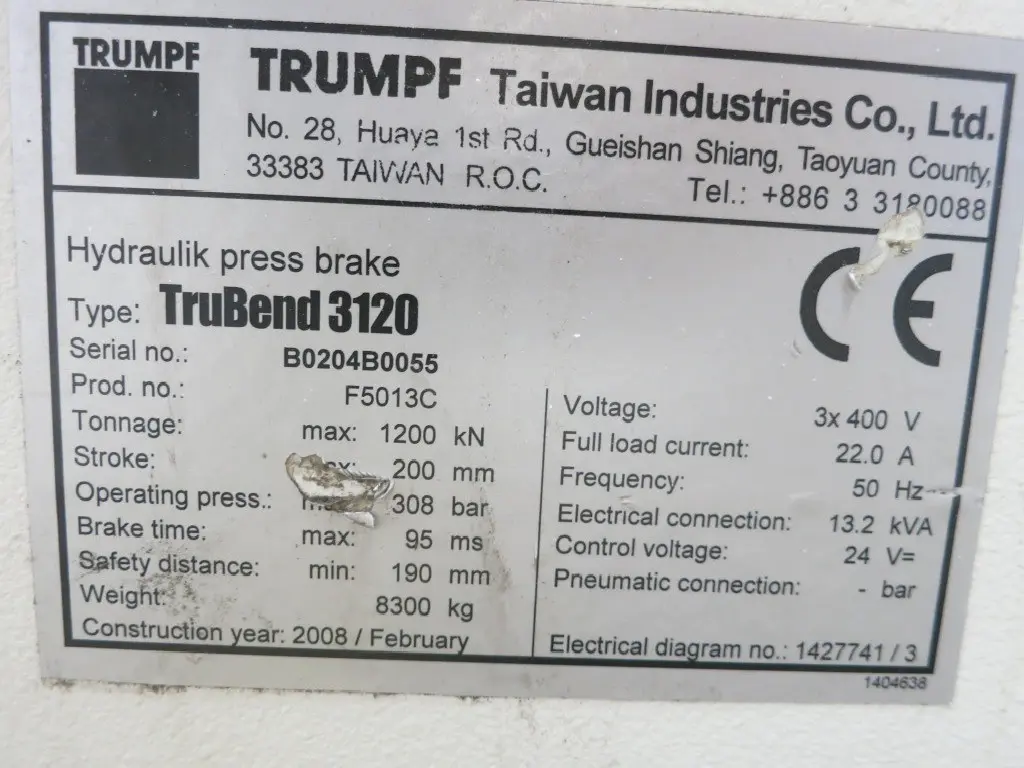 TRUMPF
TRUMPF Taiwan Industries Co., Ltd.
No. 28, Huaya 1st Rd., Gueishan Shiang, Taoyuan County,
33383 TAIWAN R.O.C.
Tel.: +886 3 3180088
Hydraulik press brake
Type: TruBend 3120
Serial no.: B0204B0055
Prod. no.: F5013C
Tonnage: max: 1200 kN
Stroke: 200 mm
Operating press.: 308 bar
Brake time: max: 95 ms
Safety distance: min: 190 mm
Weight: 8300 kg
Construction year: 2008 / February
CE
Voltage: 3x 400 V
Full load current: 22.0 A
Frequency: 50 Hz
Electrical connection: 13.2 kVA
Control voltage: 24 V=
Pneumatic connection: - bar
Electrical diagram no.: 1427741 / 3
1404638